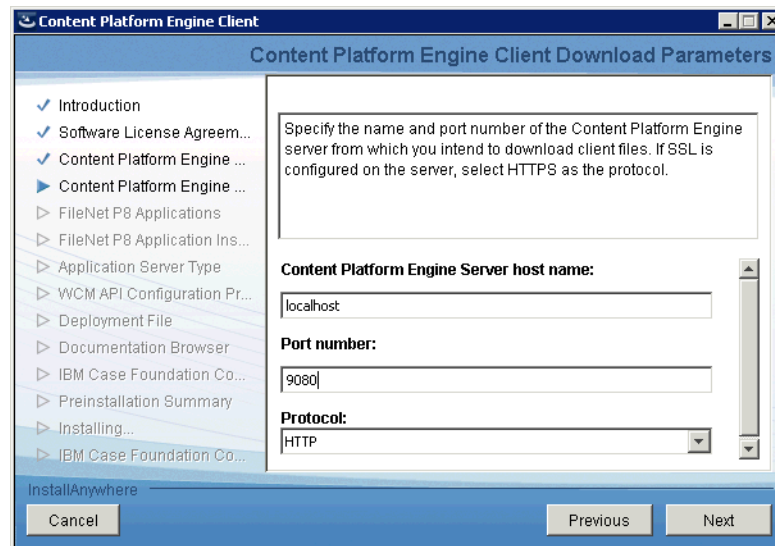 Content Platform Engine Client
Content Platform Engine Client Download Parameters
Introduction
Software License Agreem...
Content Platform Engine ...
Content Platform Engine ...
FileNet P8 Applications
FileNet P8 Application Ins...
Application Server Type
WCM API Configuration Pr...
Deployment File
Documentation Browser
IBM Case Foundation Co...
Preinstallation Summary
Installing...
IBM Case Foundation Co...
Specify the name and port number of the Content Platform Engine
server from which you intend to download client files. If SSL is
configured on the server, select HTTPS as the protocol.
Content Platform Engine Server host name:
localhost
Port number:
9080
Protocol:
HTTP
InstallAnywhere
Cancel
Previous
Next